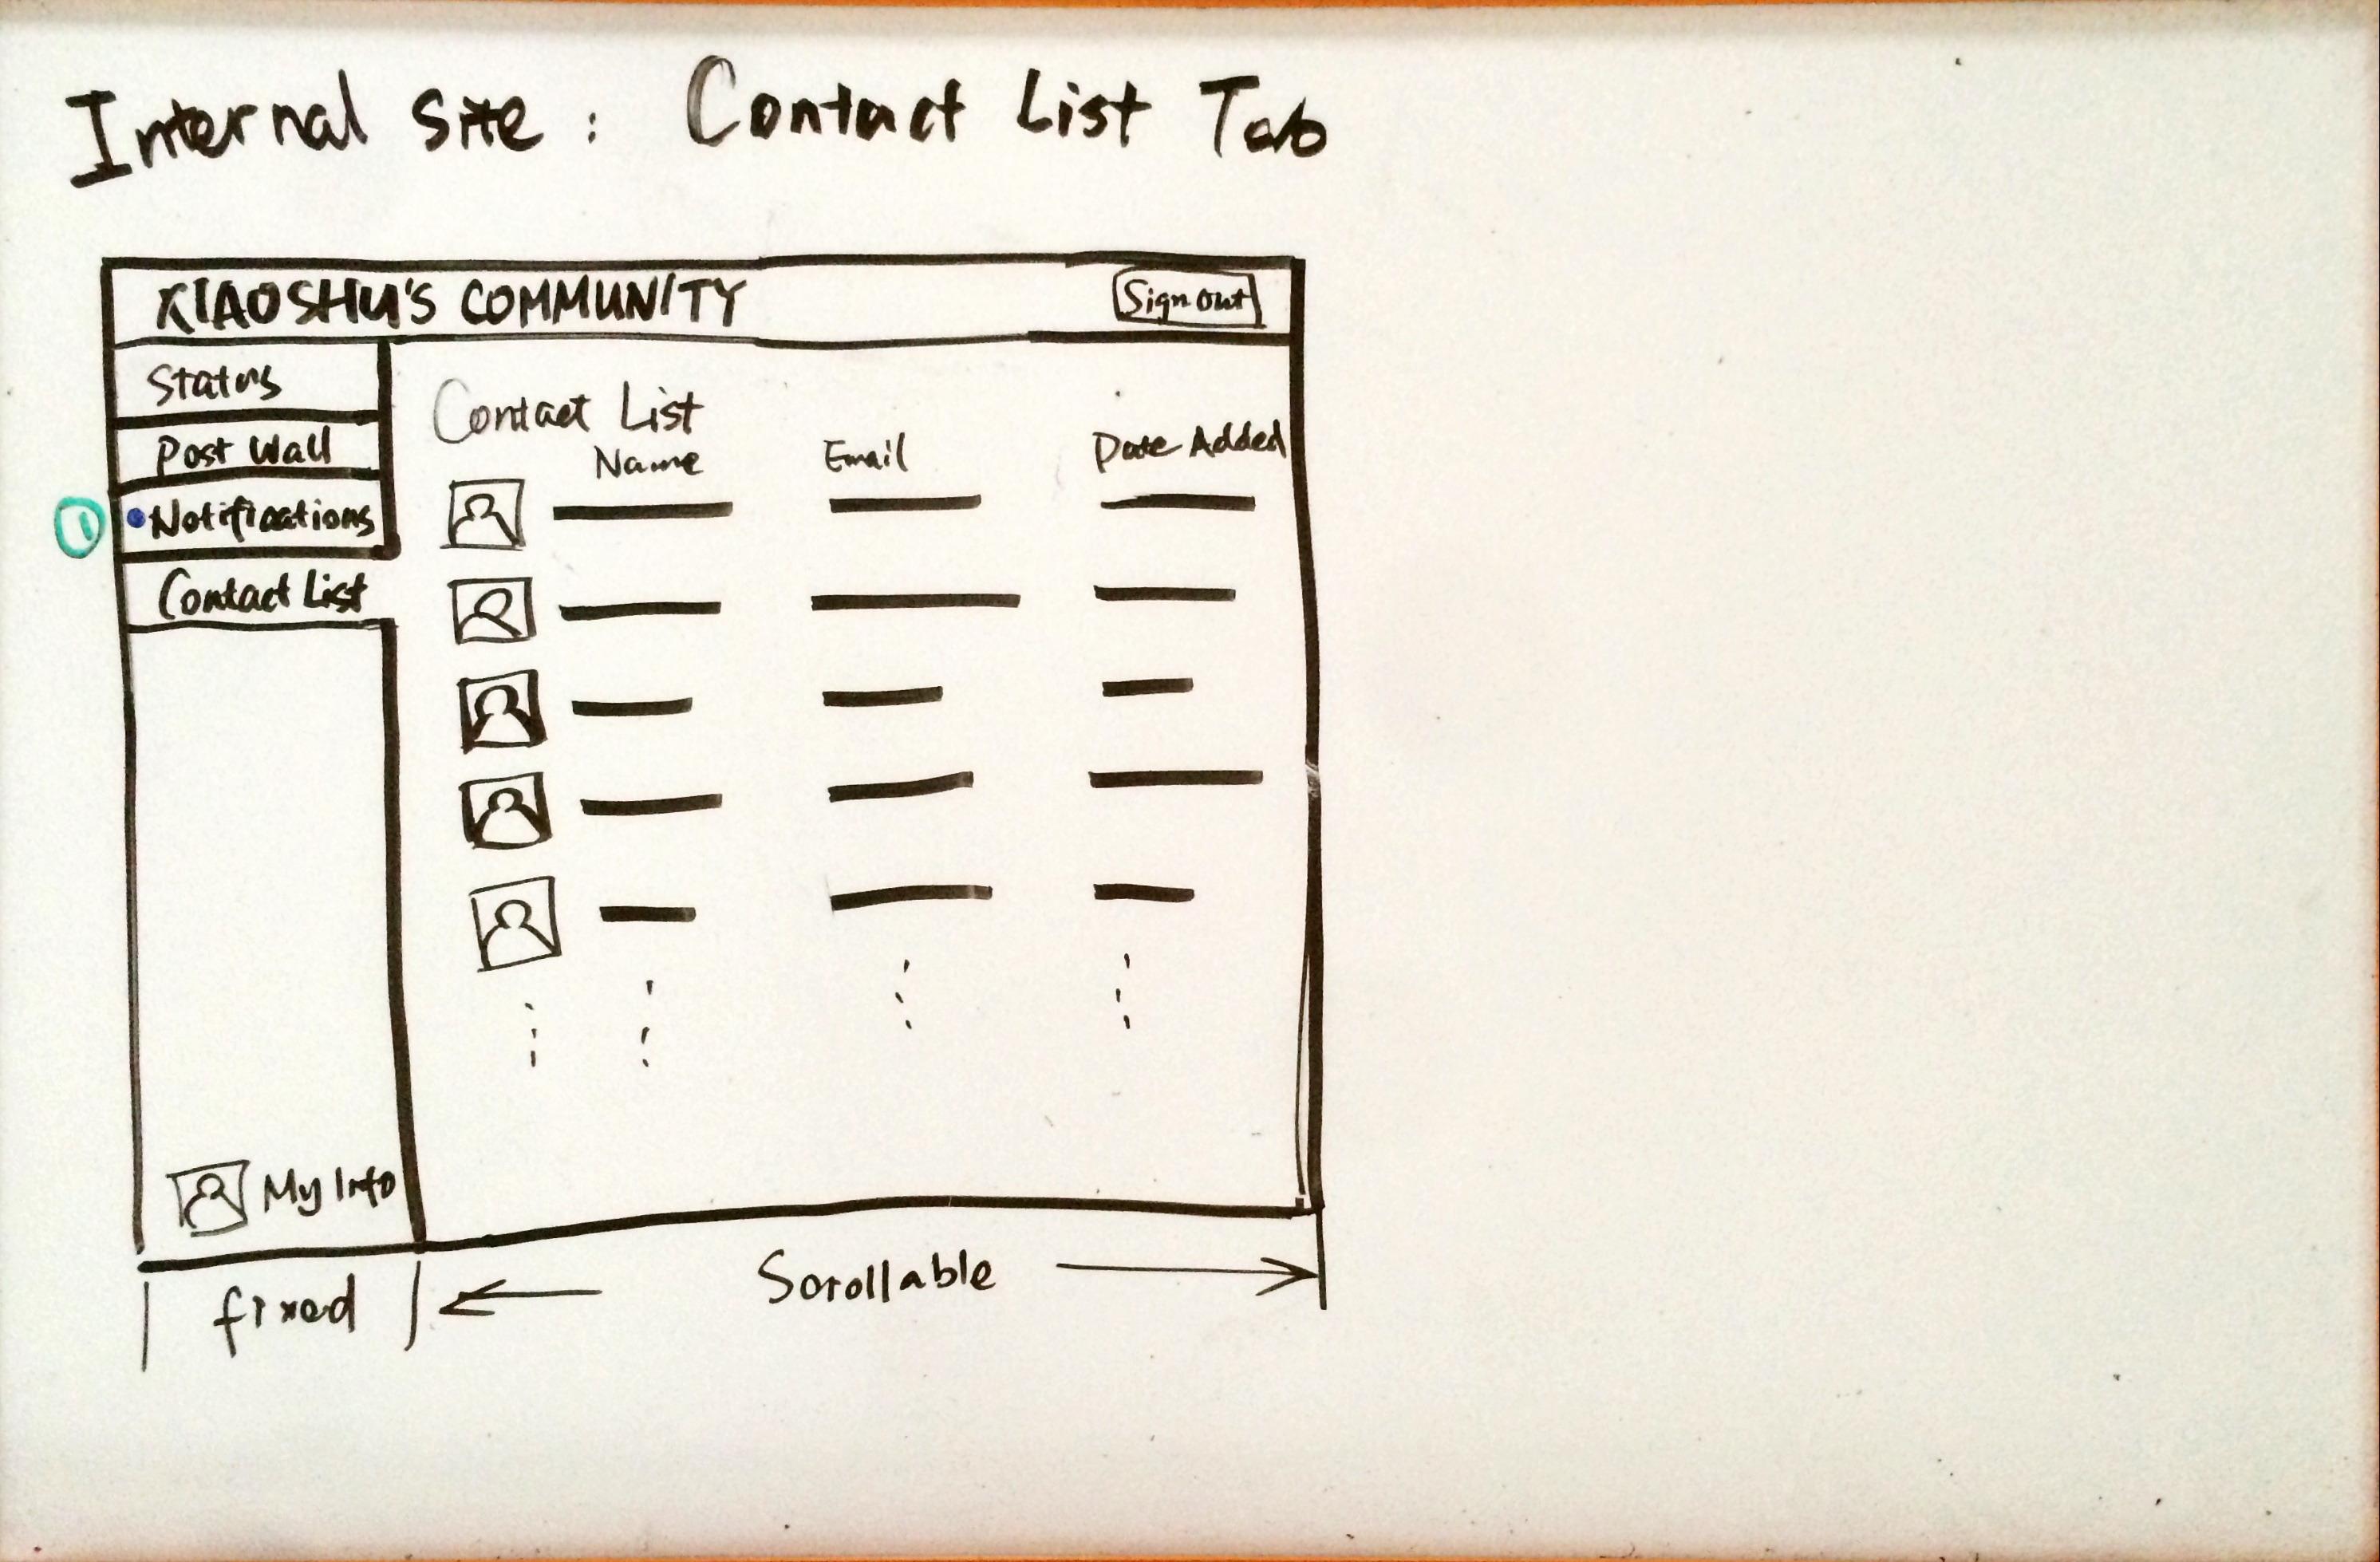 Internal Site : Contact List Tab
XIAOSHU'S COMMUNITY
Sign out
Status
Post Wall
1
Notifications
Contact List
My Info
Contact List
Name Email Date Added
fixed
Scrollable